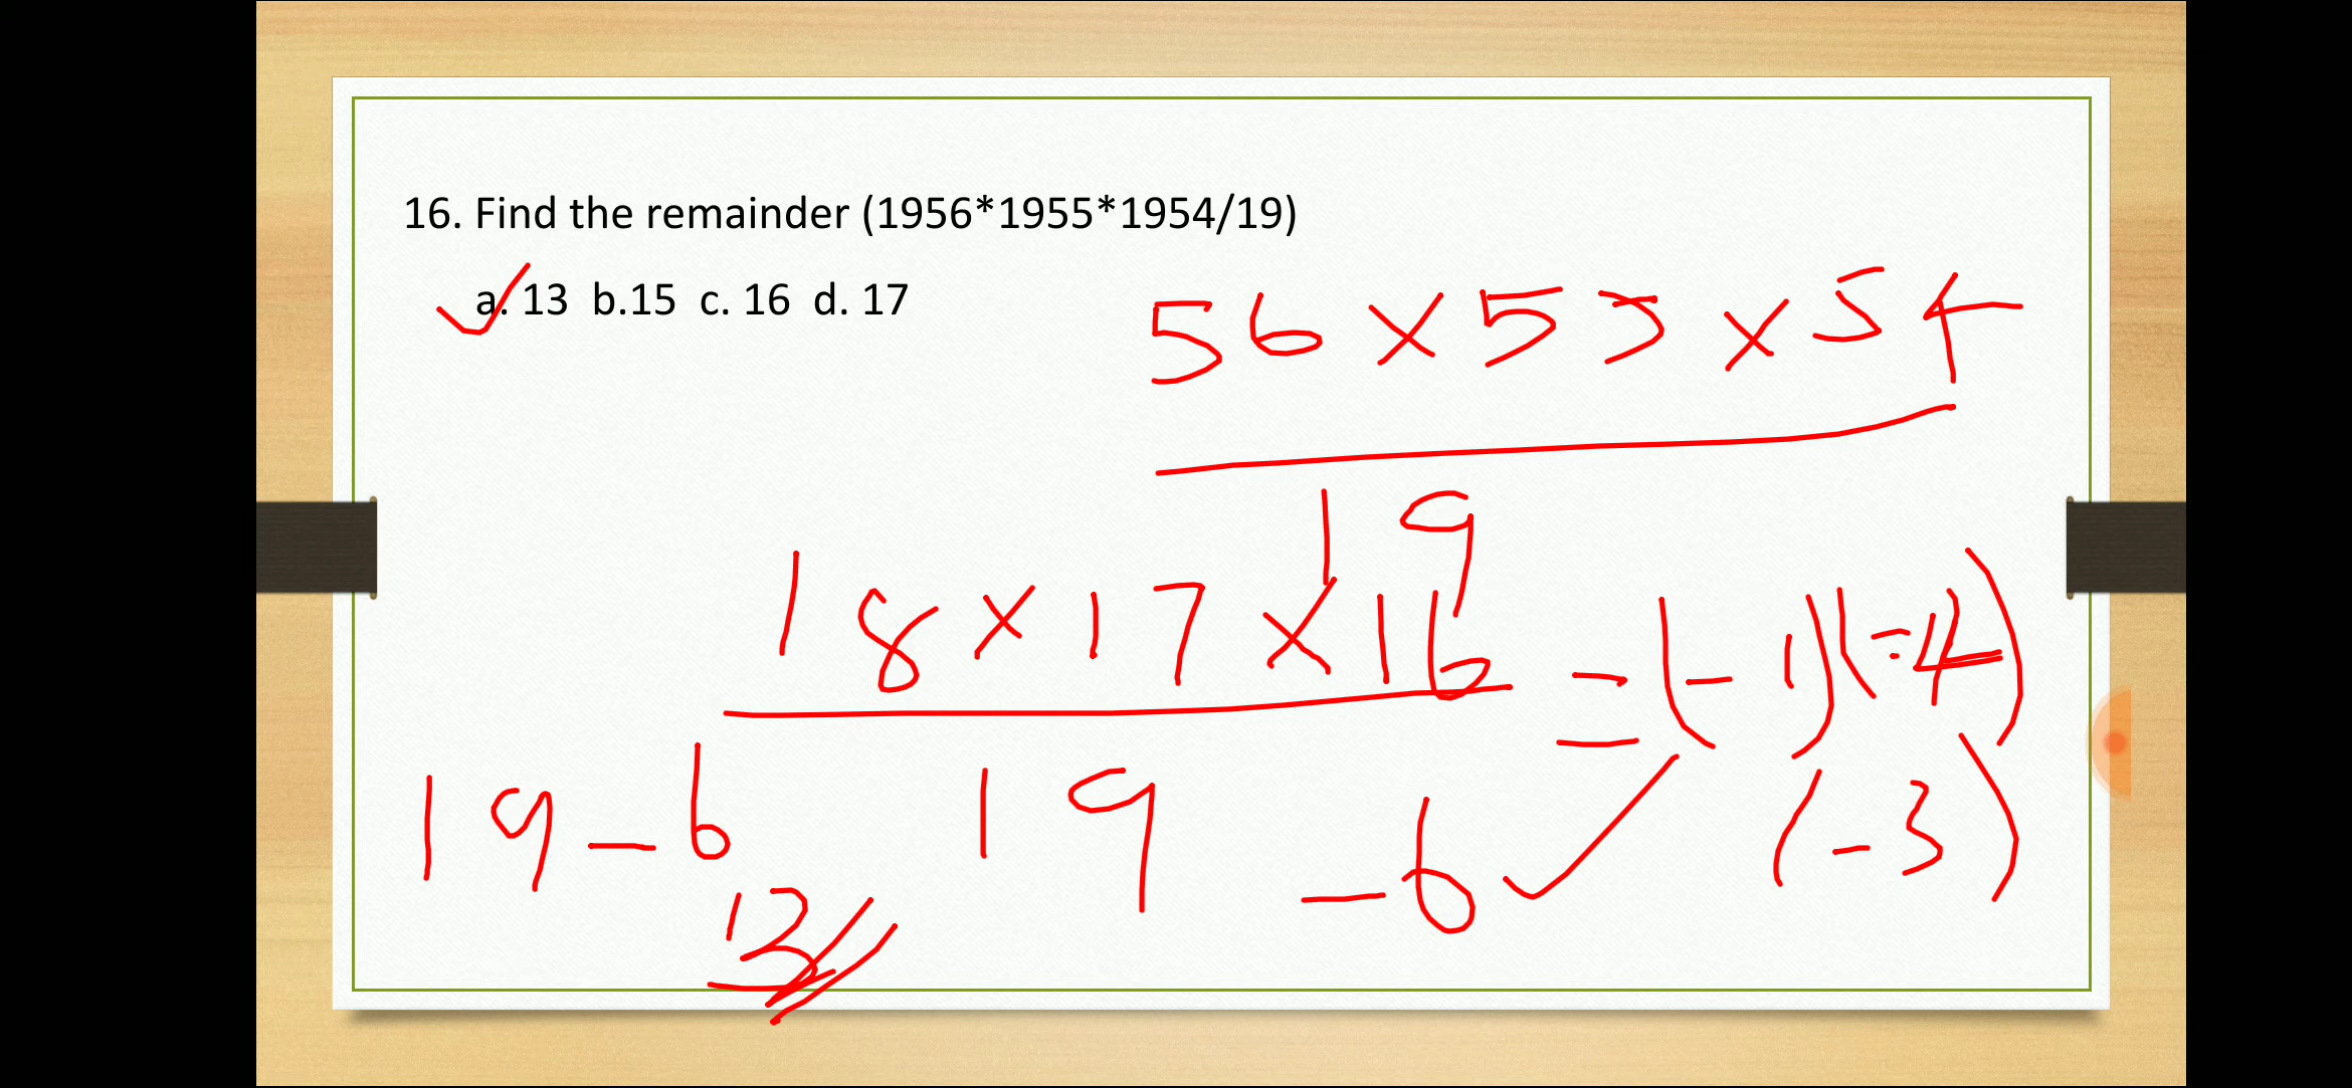 16. Find the remainder (1956*1955*1954/19)
a. 13 b.15 c. 16 d. 17
56 × 55 × 54
19
18 × 17 × 16 = (-1)(-2)
19
(-3)
19 - 6
- 6
13